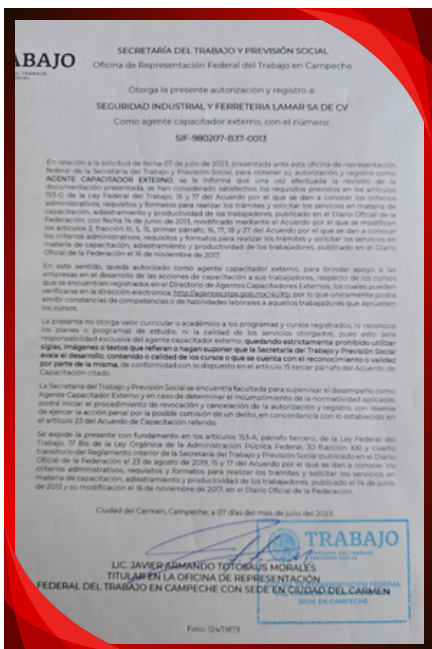 ABAJO
SECRETARÍA DEL TRABAJO Y PREVISIÓN SOCIAL
Oficina de Representación Federal del Trabajo en Campeche
Otorga la presente autorización y registro a:
SEGURIDAD INDUSTRIAL Y FERRETERIA LAMAR SA DE CV
Como agente capacitador externo, con el número:
SIF-980207-B37-0013
En relación a la solicitud de fecha 07 de julio de 2023, presentada ante esta oficina de representación
federal de la Secretaría del Trabajo y Previsión Social, para obtener su autorización y registro como
AGENTE CAPACITADOR EXTERNO, se le informa que una vez efectuada la revisión de la
documentación presentada, se han considerado satisfechos los requisitos previstos en los artículos
153-C de la Ley Federal del Trabajo, 15 y 17 del Acuerdo por el que se dan a conocer los criterios
administrativos, requisitos y formatos para realizar los trámites y solicitar los servicios en materia de
capacitación, adiestramiento y productividad de los trabajadores, publicado en el Diario Oficial de la
Federación, con fecha 14 de junio de 2013, modificado mediante el Acuerdo por el que se modifican
los artículos 2, fracción III, 5, 15, primer párrafo, 16, 17, 18 y 27 del Acuerdo por el que se dan a conocer
los criterios administrativos, requisitos y formatos para realizar los trámites y solicitar los servicios en
materia de capacitación, adiestramiento y productividad de los trabajadores, publicado en el Diario
Oficial de la Federación el 16 de noviembre de 2017.
En este sentido, queda autorizado como agente capacitador externo, para brindar apoyo a las
empresas en el desarrollo de las acciones de capacitación a sus trabajadores, respecto de los cursos
que se encuentren registrados en el Directorio de Agentes Capacitadores Externos, los cuales pueden
verificarse en la dirección electrónica por lo que únicamente podrá
emitir constancias de competencias o de habilidades laborales a aquellos trabajadores que aprueben
los cursos.
La presente no otorga valor curricular o académico a los programas y cursos registrados, ni reconoce
los planes o programas de estudio, ni la calidad de los servicios otorgados, pues esto será
responsabilidad exclusiva del agente capacitador externo, quedando estrictamente prohibido utilizar
siglas, imágenes o textos que refieran o hagan suponer que la Secretaría del Trabajo y Previsión Social
avala el desarrollo, contenido o calidad de los cursos o que se cuenta con el reconocimiento o validez
por parte de la misma, de conformidad con lo dispuesto en el artículo 15 tercer párrafo del Acuerdo de
Capacitación citado.
La Secretaría del Trabajo y Previsión Social se encuentra facultada para supervisar el desempeño como
Agente Capacitador Externo y en caso de determinar el incumplimiento de la normatividad aplicable,
podrá iniciar el procedimiento de revocación y cancelación de la autorización y registro, con reserva
de ejercer la acción penal por la posible comisión de un delito, en concordancia con lo establecido en
el artículo 23 del Acuerdo de Capacitación referido.
Se expide la presente con fundamento en los artículos 153-A, párrafo tercero, de la Ley Federal del
Trabajo, 17 Bis de la Ley Orgánica de la Administración Pública Federal, 30 fracción XXI y cuarto
transitorio del Reglamento Interior de la Secretaría del Trabajo y Previsión Social publicado en el Diario
Oficial de la Federación el 23 de agosto de 2019, 15 y 17 del Acuerdo por el que se dan a conocer los
criterios administrativos, requisitos y formatos para realizar los trámites y solicitar los servicios en
materia de capacitación, adiestramiento y productividad de los trabajadores, publicado el 14 de junio
de 2013 y su modificación el 16 de noviembre de 2017, en el Diario Oficial de la Federación.
Ciudad del Carmen, Campeche, a 07 días del mes de julio del 2023.
TRABAJO
SECRETARÍA DEL TRABAJO
Y PREVISIÓN SOCIAL
LIC. JAVIER ARMANDO TOTOSAUS MORALES
TITULAR EN LA OFICINA DE REPRESENTACIÓN
FEDERAL DEL TRABAJO EN CAMPECHE CON SEDE EN CIUDAD DEL CARMEN
SEDE EN CAMPECHE
Folio: 124/11873